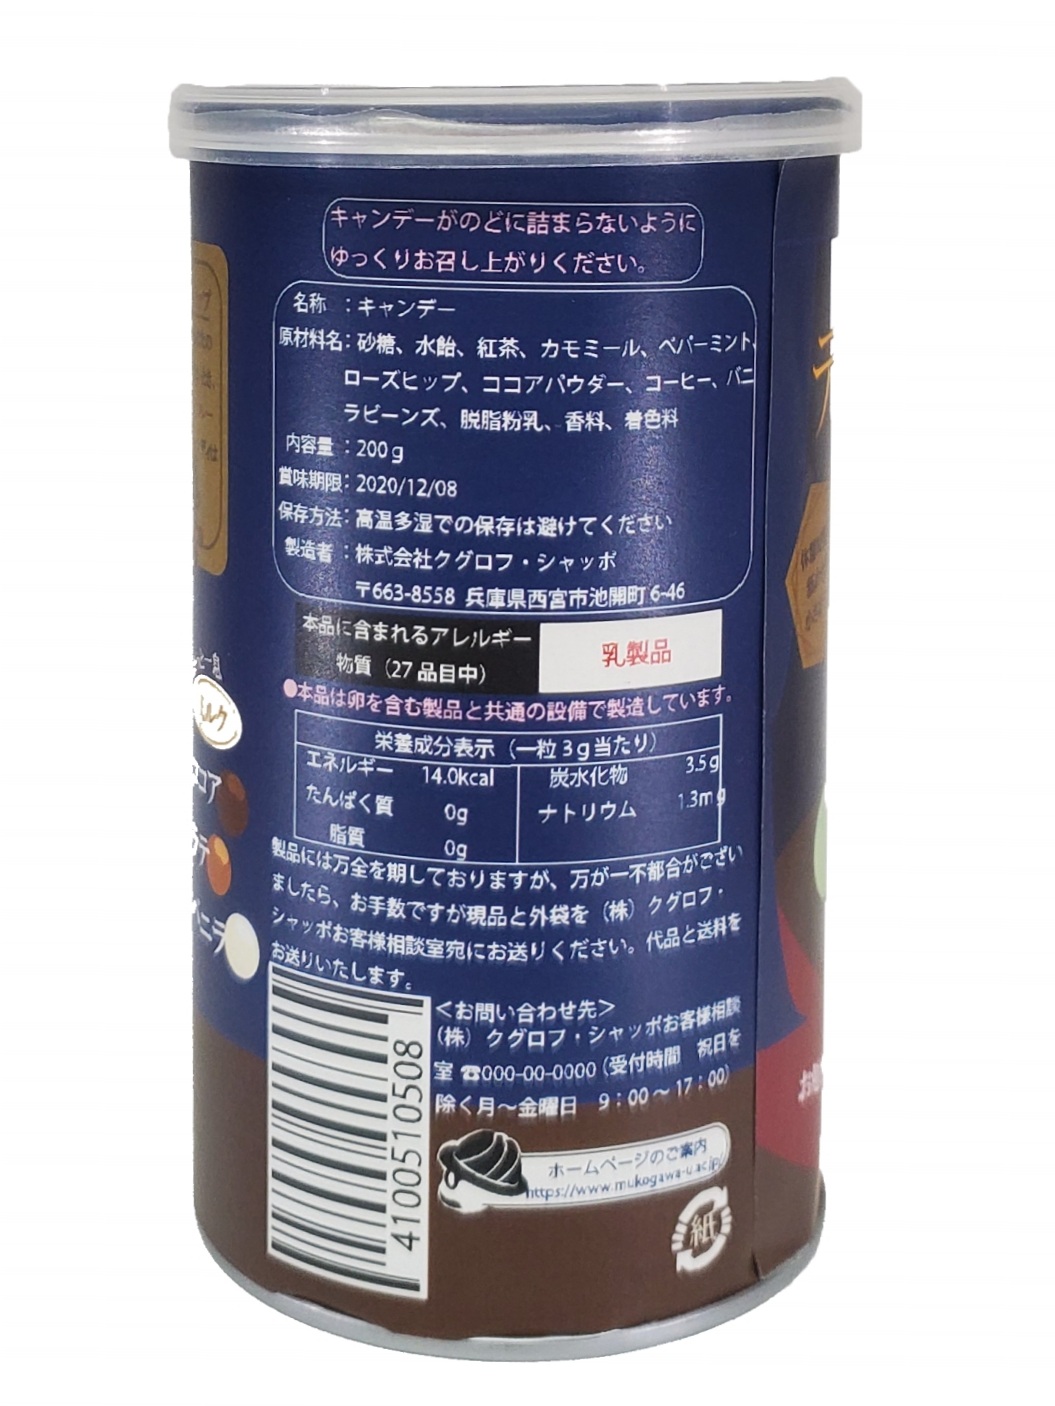 キャンデーがのどに詰まらないように
ゆっくりお召し上がりください。
名称 ：キャンデー
原材料名：砂糖、水飴、紅茶、カモミール、ペパーミント、
ローズヒップ、ココアパウダー、コーヒー、バニ
ラビーンズ、脱脂粉乳、香料、着色料
内容量：200g
賞味期限：2020/12/08
保存方法：高温多湿での保存は避けてください
製造者：株式会社クグロフ・シャッポ
〒663-8558 兵庫県西宮市池開町6-46
本品に含まれるアレルギー
物質（27品目中）
乳製品
●本品は卵を含む製品と共通の設備で製造しています。
栄養成分表示（一粒3g当たり）
エネルギー 14.0kcal 炭水化物 3.5g
たんぱく質 0g ナトリウム 1.3mg
脂質 0g
製品には万全を期しておりますが、万が一不都合がござい
ましたら、お手数ですが現品と外袋を（株）クグロフ・
シャッポお客様相談室宛にお送りください。代品と送料を
お送りいたします。
＜お問い合わせ先＞
（株）クグロフ・シャッポお客様相談
室 ☎000-00-0000（受付時間 祝日を
除く月～金曜日 9：00～17：00）
4100510508
ホームページのご案内
https://www.mukogawa-u.ac.jp/
紙
ミルク
ココア
ラテ
バニラ